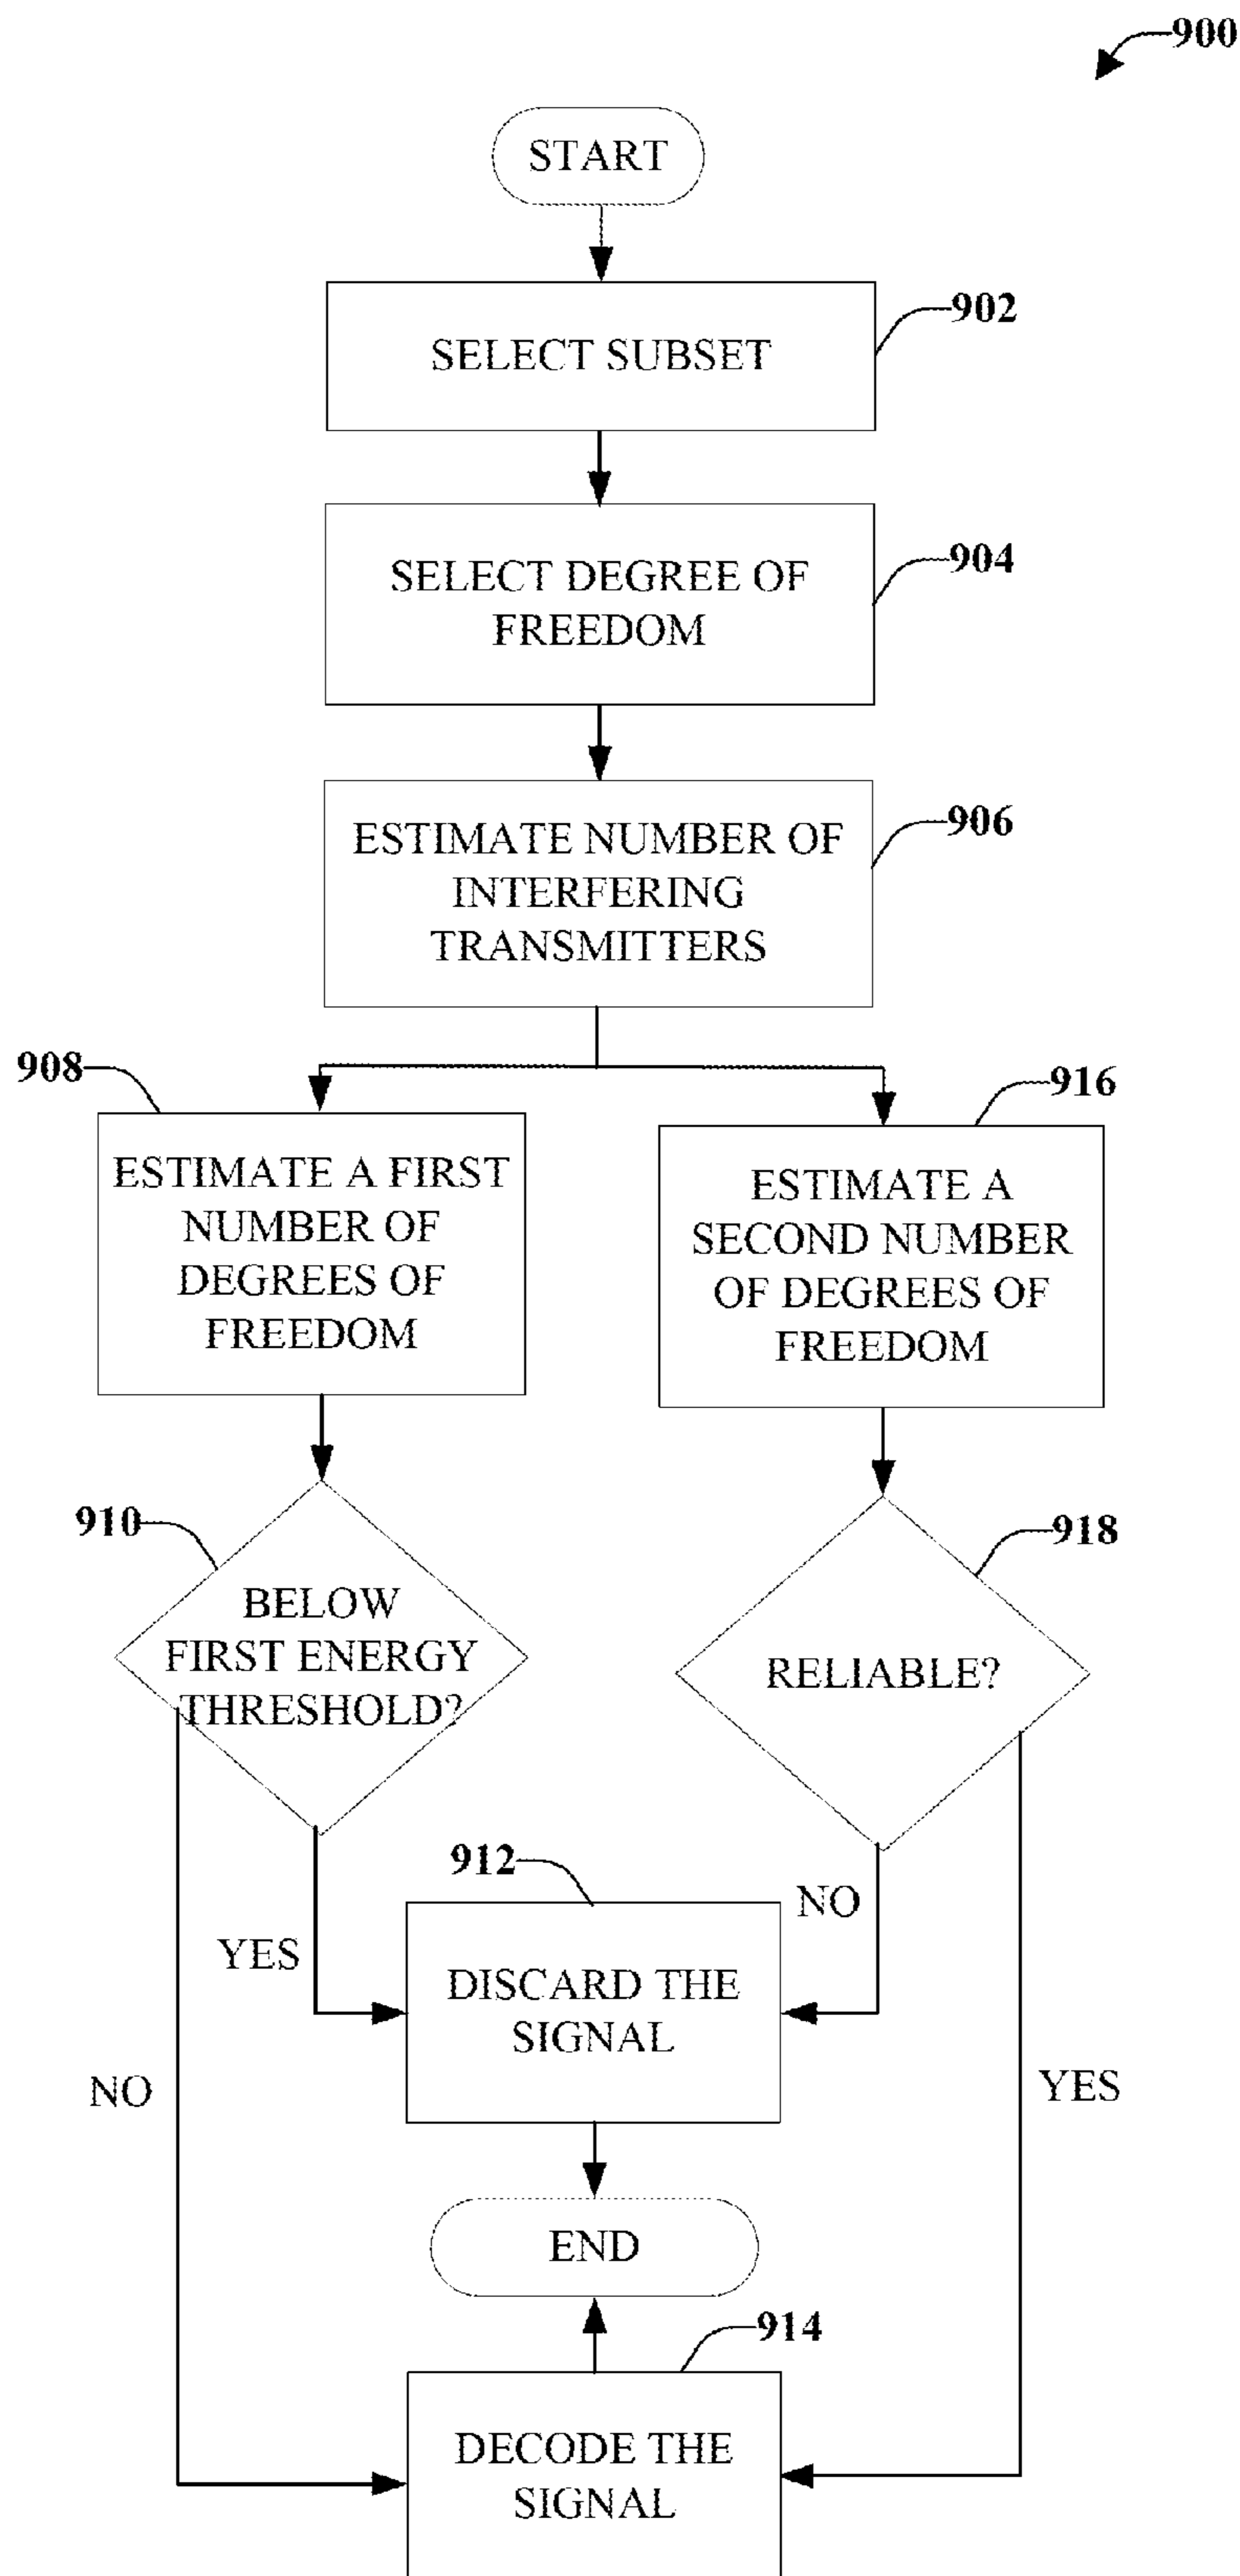 900
START
902
SELECT SUBSET
904
SELECT DEGREE OF
FREEDOM
906
ESTIMATE NUMBER OF
INTERFERING
TRANSMITTERS
908
ESTIMATE A FIRST
NUMBER OF
DEGREES OF
FREEDOM
916
ESTIMATE A
SECOND NUMBER
OF DEGREES OF
FREEDOM
910
BELOW
FIRST ENERGY
THRESHOLD?
918
RELIABLE?
912
NO
YES
DISCARD THE
SIGNAL
NO
YES
END
914
DECODE THE
SIGNAL